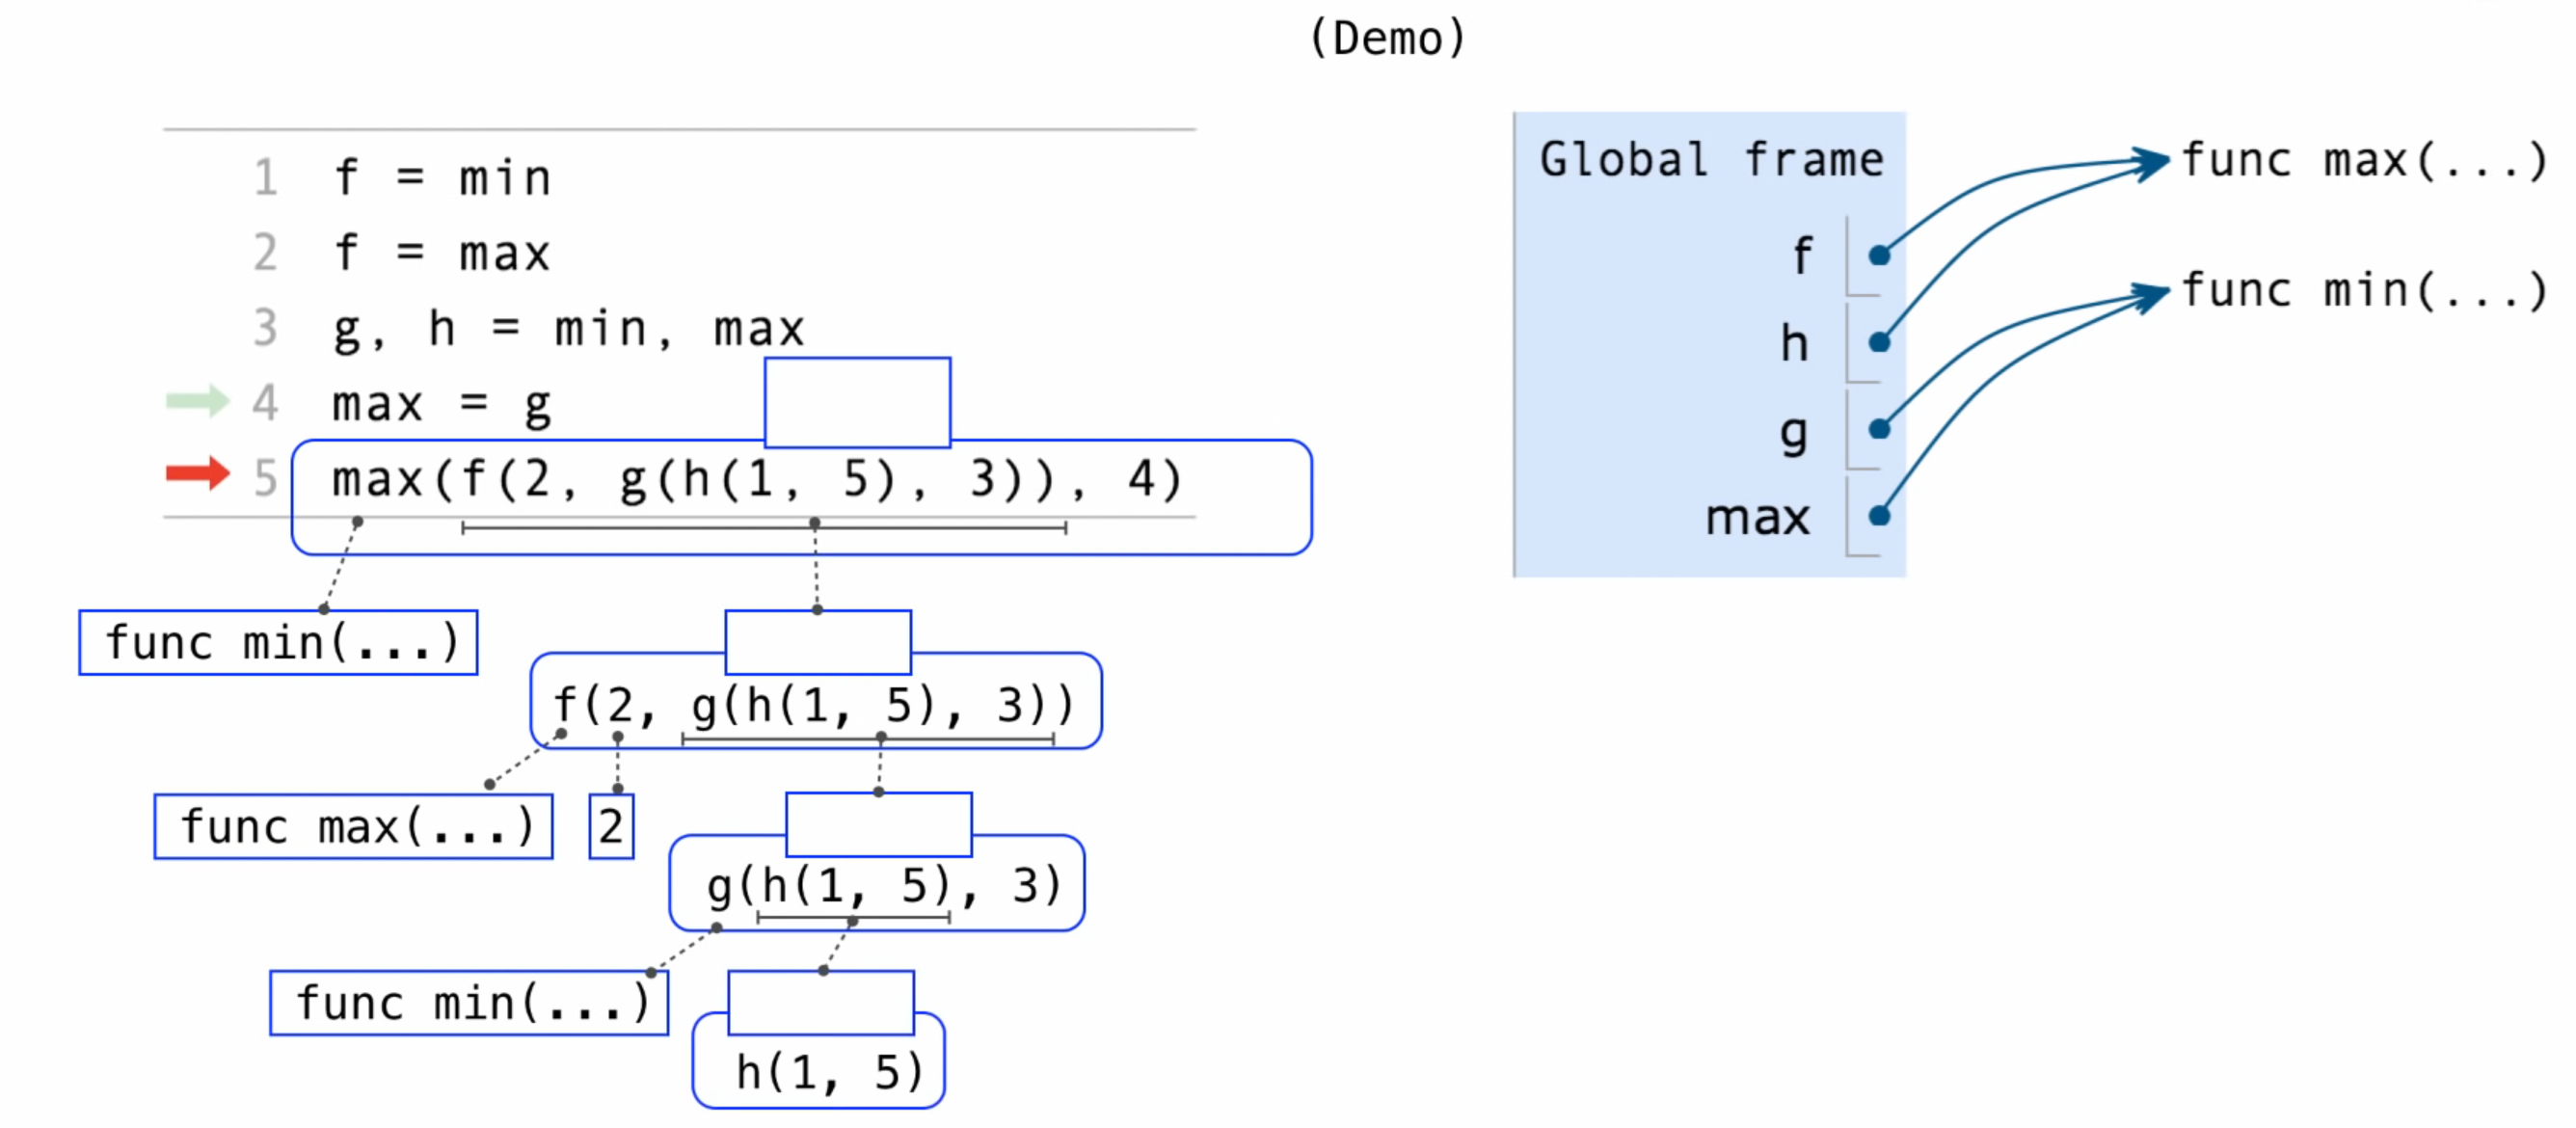 (Demo)
1 f = min
2 f = max
3 g, h = min, max
4 max = g
5 max(f(2, g(h(1, 5), 3)), 4)
func min(...)
f(2, g(h(1, 5), 3))
func max(...)
2
g(h(1, 5), 3)
func min(...)
h(1, 5)
Global frame
f
h
g
max
func max(...)
func min(...)